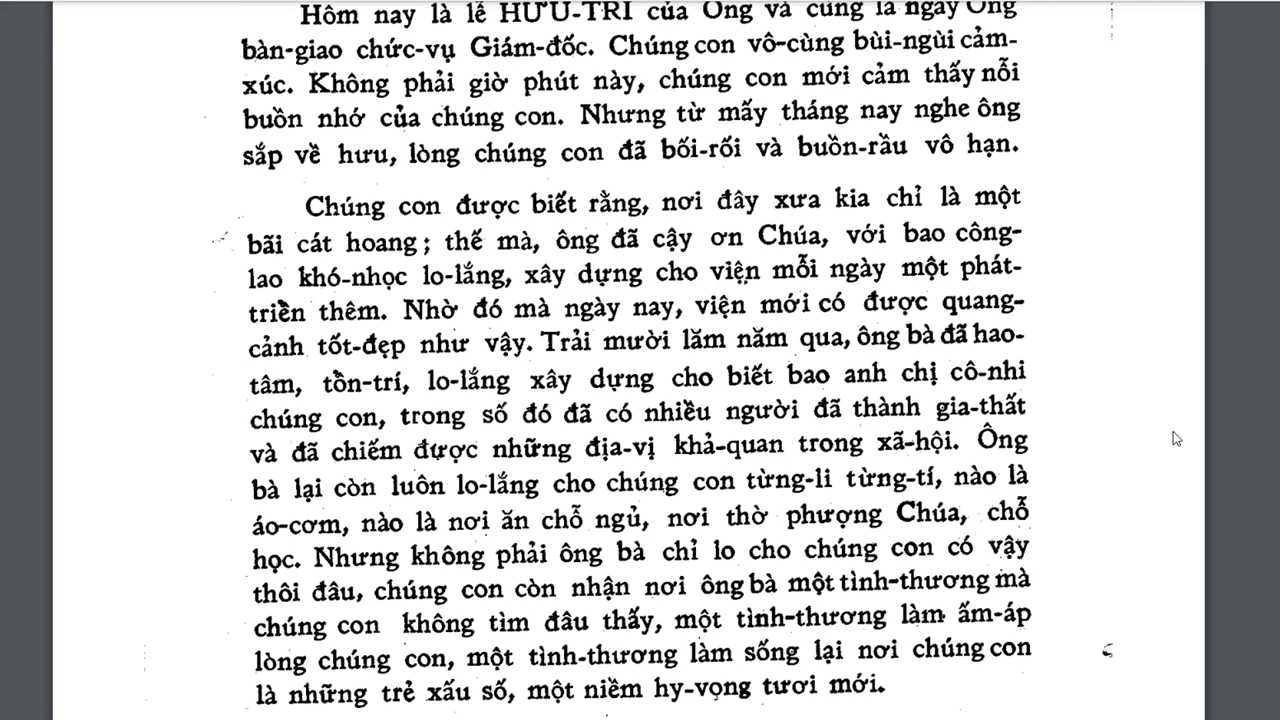 Hôm nay là lễ HƯU-TRÍ của Ông và cũng là ngày Ông
bàn-giao chức-vụ Giám-đốc. Chúng con vô-cùng bùi-ngùi cảm-
xúc. Không phải giờ phút này, chúng con mới cảm thấy nỗi
buồn nhớ của chúng con. Nhưng từ mấy tháng nay nghe ông
sắp về hưu, lòng chúng con đã bối-rối và buồn-rầu vô hạn.
Chúng con được biết rằng, nơi đây xưa kia chỉ là một
bãi cát hoang; thế mà, ông đã cậy ơn Chúa, với bao công-
lao khó-nhọc lo-lắng, xây dựng cho viện mỗi ngày một phát-
triển thêm. Nhờ đó mà ngày nay, viện mới có được quang-
cảnh tốt-đẹp như vậy. Trải mười lăm năm qua, ông bà đã hao-
tâm, tồn-trí, lo-lắng xây dựng cho biết bao anh chị cô-nhi
chúng con, trong số đó đã có nhiều người đã thành gia-thất
và đã chiếm được những địa-vị khả-quan trong xã-hội. Ông
bà lại còn luôn lo-lắng cho chúng con từng-li từng-tí, nào là
áo-cơm, nào là nơi ăn chỗ ngủ, nơi thờ phượng Chúa, chỗ
học. Nhưng không phải ông bà chỉ lo cho chúng con có vậy
thôi đâu, chúng con còn nhận nơi ông bà một tình-thương mà
chúng con không tìm đâu thấy, một tình-thương làm ấm-áp
lòng chúng con, một tình-thương làm sống lại nơi chúng con
là những trẻ xấu số, một niềm hy-vọng tươi mới.